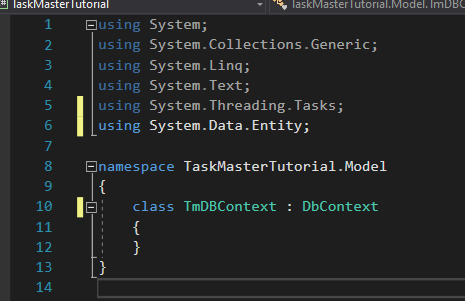 TaskMasterTutorial TaskMasterTutorial.Model.TmDBC
1 using System;
2 using System.Collections.Generic;
3 using System.Linq;
4 using System.Text;
5 using System.Threading.Tasks;
6 using System.Data.Entity;
7
8 namespace TaskMasterTutorial.Model
9 {
10 class TmDBContext : DbContext
11 {
12 }
13 }
14